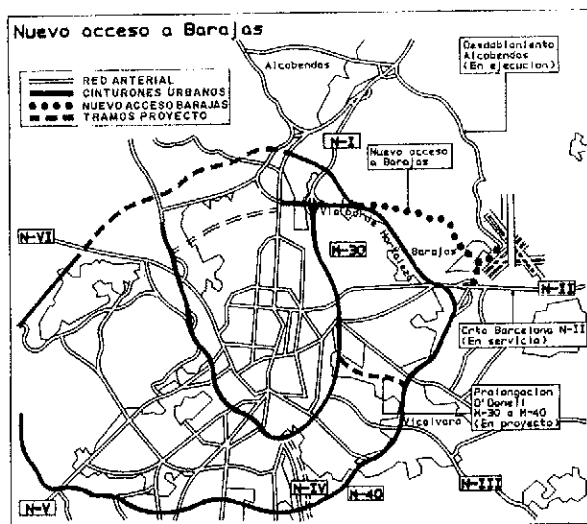 Nuevo acceso a Barajas
RED ARTERIAL
CINTURONES URBANOS
NUEVO ACCESO BARAJAS
TRAMOS PROYECTO
Alcobendas
Desdoblamiento
Alcobendas
(En ejecucion)
N-I
Nuevo acceso
a Barajas
Hortaleza
N-VI
M-30
Barajas
N-II
Crta Barcelona N-II
(En servicio)
Prolongacion
O'Donell
M-30 a M-40
(En proyecto)
Vicalvaro
N-V
N-IV
M-40
N-III